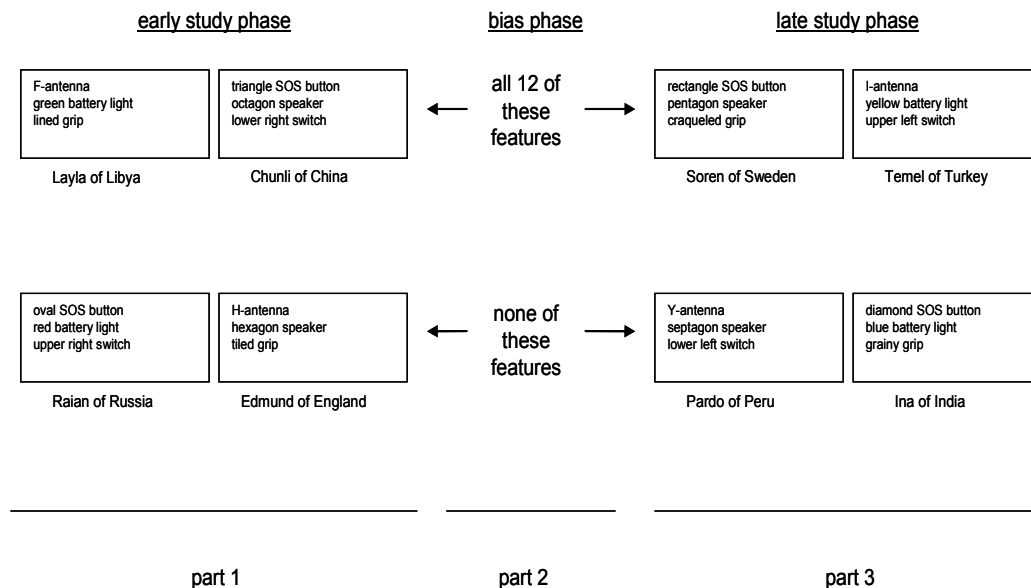 early study phase
bias phase
late study phase
F-antenna
green battery light
lined grip
triangle SOS button
octagon speaker
lower right switch
all 12 of
these
features
rectangle SOS button
pentagon speaker
craqueled grip
I-antenna
yellow battery light
upper left switch
Layla of Libya
Chunli of China
Soren of Sweden
Temel of Turkey
oval SOS button
red battery light
upper right switch
H-antenna
hexagon speaker
tiled grip
none of
these
features
Y-antenna
septagon speaker
lower left switch
diamond SOS button
blue battery light
grainy grip
Raian of Russia
Edmund of England
Pardo of Peru
Ina of India
part 1
part 2
part 3